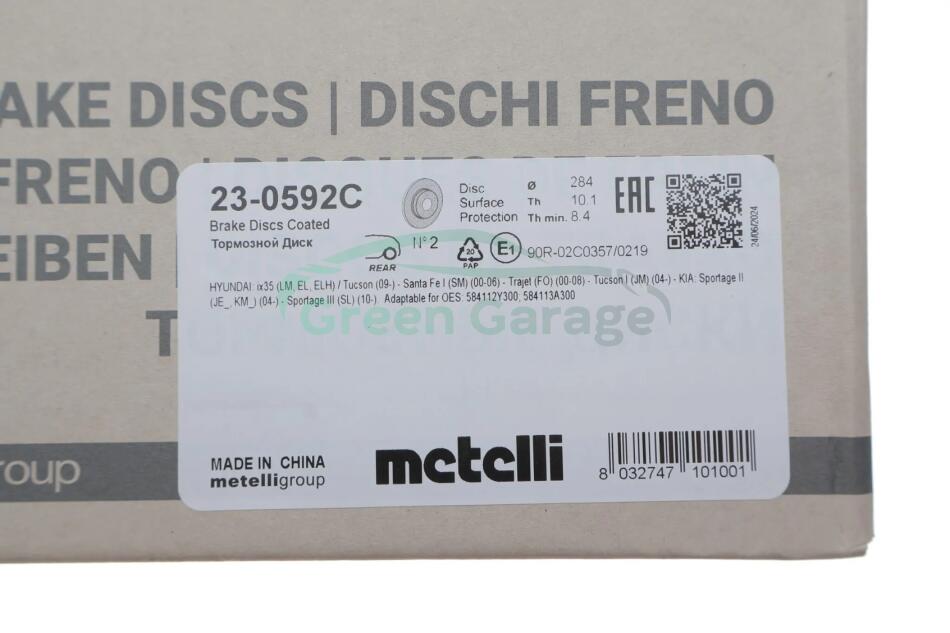 AKE DISCS | DISCHI FRENO
FRENO
EIBEN
T
23-0592C
Brake Discs Coated
Тормозной Диск
Disc
Surface
Protection
Ø 284
Th 10.1
Th min. 8.4
EAC
24/06/2024
REAR
N°2
20
PAP
E1
90R-02C0357/0219
HYUNDAI: ix35 (LM, EL, ELH) / Tucson (09-) - Santa Fe I (SM) (00-06) - Trajet (FO) (00-08) - Tucson I (JM) (04-) - KIA: Sportage II
(JE_, KM_) (04-) - Sportage III (SL) (10-). Adaptable for OES: 584112Y300; 584113A300
Green Garage
MADE IN CHINA
metelligroup
metelli
8 032747 101001
roup